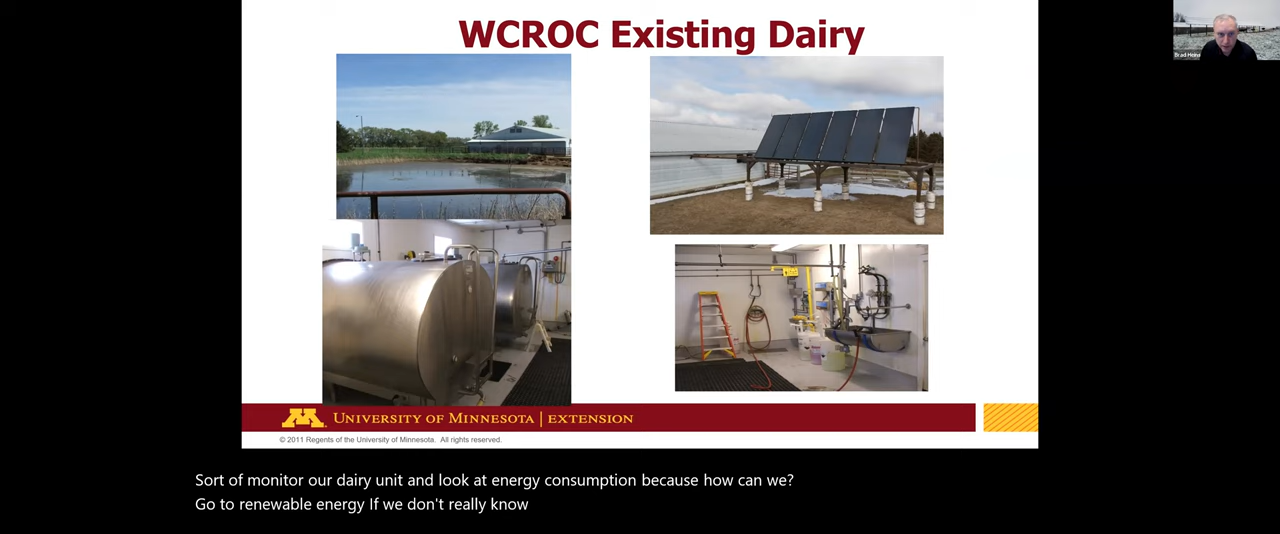 WCROC Existing Dairy
Brad Heins
UNIVERSITY OF MINNESOTA | EXTENSION
© 2011 Regents of the University of Minnesota. All rights reserved.
Sort of monitor our dairy unit and look at energy consumption because how can we?
Go to renewable energy If we don't really know